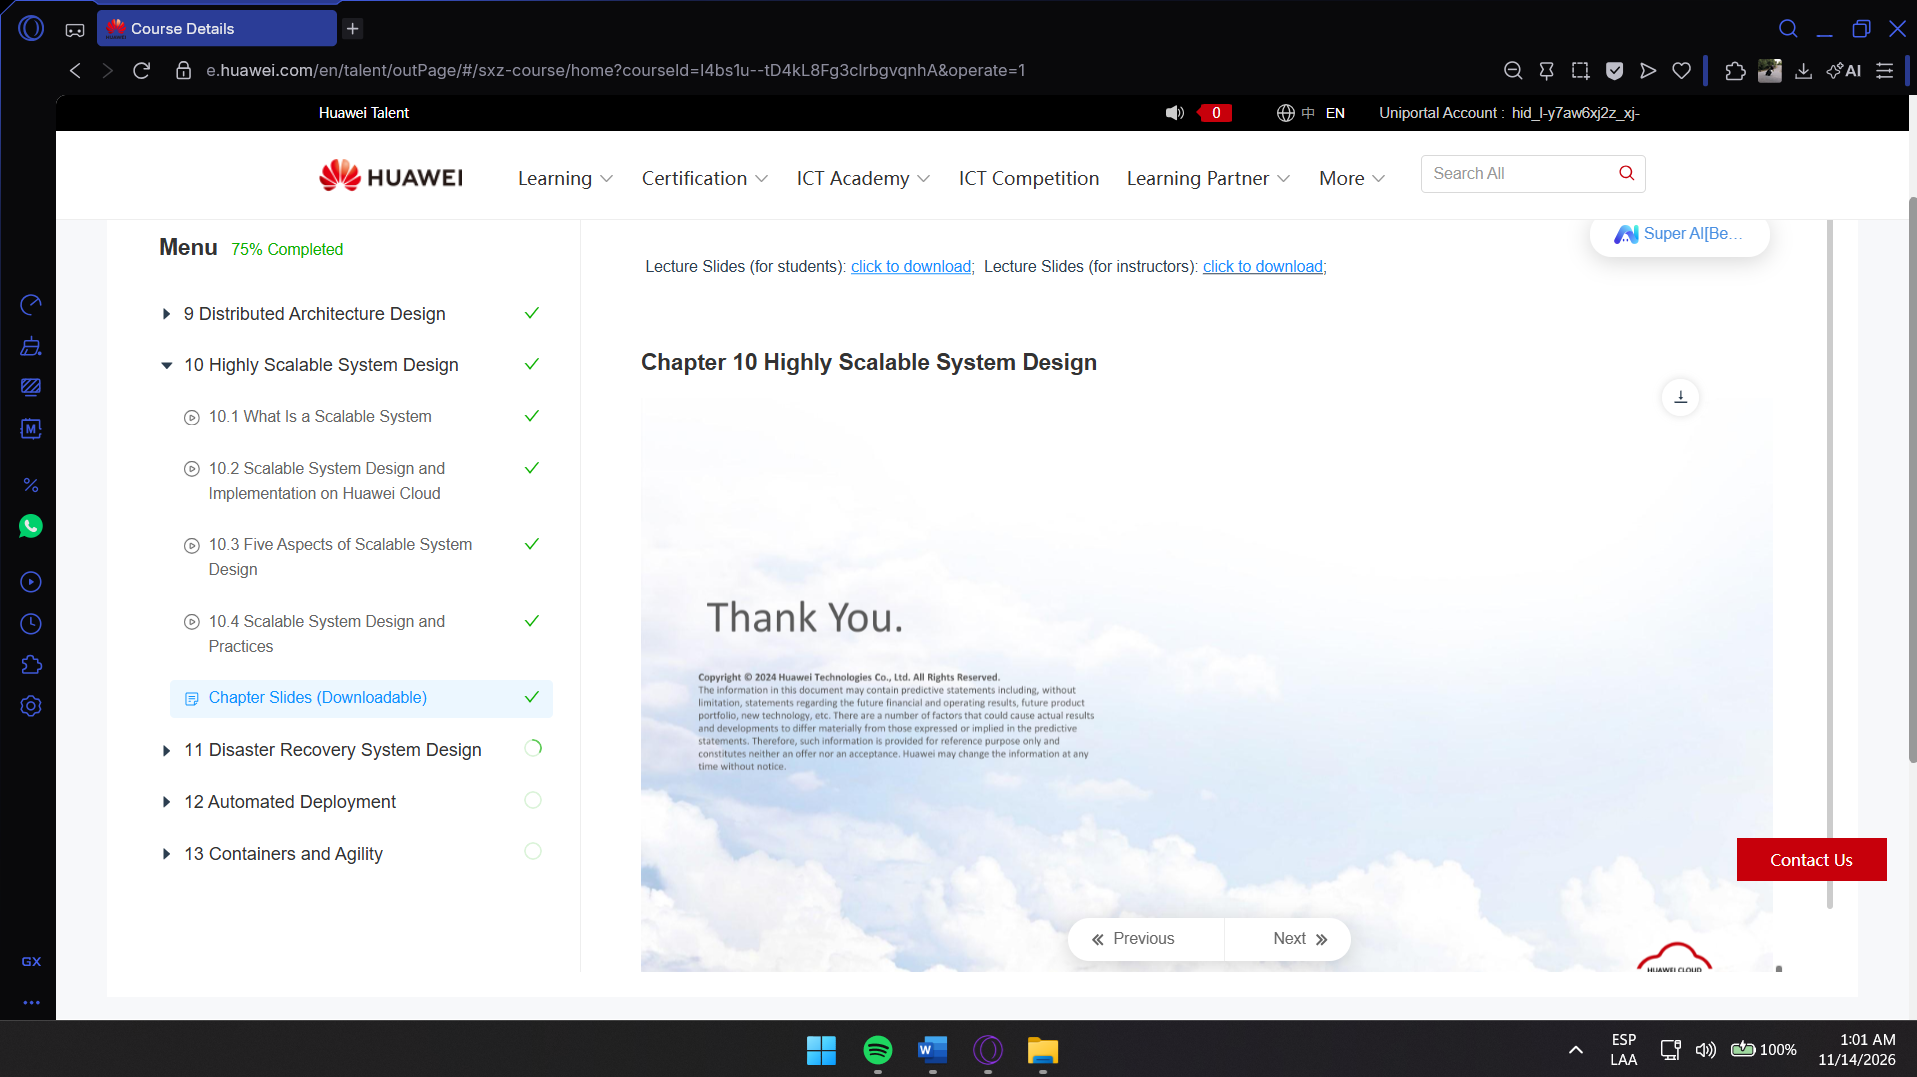 Course Details
e.huawei.com/en/talent/outPage/#/sxz-course/home?courseId=I4bs1u--tD4kL8Fg3cIrbgvqnhA&operate=1
AI
Huawei Talent
0
中 EN
Uniportal Account : hid_l-y7aw6xj2z_xj-
HUAWEI
Learning
Certification
ICT Academy
ICT Competition
Learning Partner
More
Search All
Menu 75% Completed
9 Distributed Architecture Design
10 Highly Scalable System Design
10.1 What Is a Scalable System
10.2 Scalable System Design and
Implementation on Huawei Cloud
10.3 Five Aspects of Scalable System
Design
10.4 Scalable System Design and
Practices
Chapter Slides (Downloadable)
11 Disaster Recovery System Design
12 Automated Deployment
13 Containers and Agility
Super AI[Be...
Lecture Slides (for students): click to download; Lecture Slides (for instructors): click to download;
Chapter 10 Highly Scalable System Design
Thank You.
Copyright © 2024 Huawei Technologies Co., Ltd. All Rights Reserved.
The information in this document may contain predictive statements including, without
limitation, statements regarding the future financial and operating results, future product
portfolio, new technology, etc. There are a number of factors that could cause actual results
and developments to differ materially from those expressed or implied in the predictive
statements. Therefore, such information is provided for reference purpose only and
constitutes neither an offer nor an acceptance. Huawei may change the information at any
time without notice.
Contact Us
Previous
Next
HUAWEI CLOUD
M
GX
W
ESP
LAA
100%
1:01 AM
11/14/2026